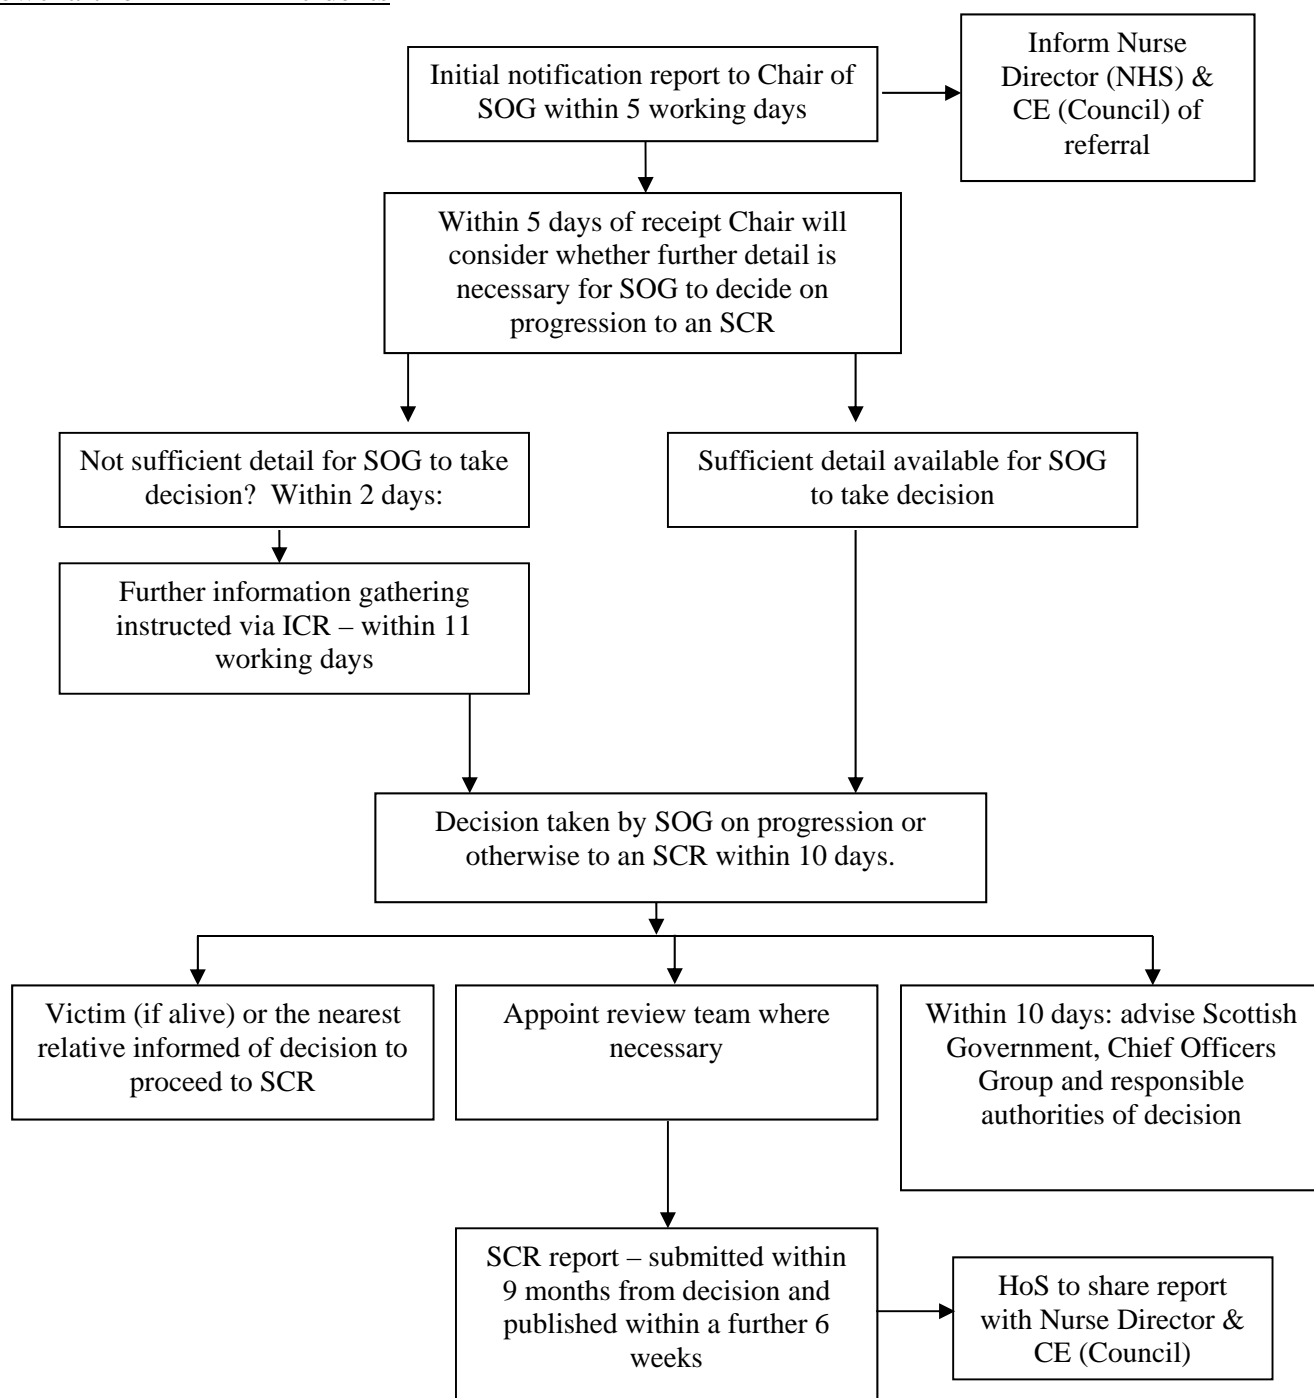 Initial notification report to Chair of
SOG within 5 working days
Inform Nurse
Director (NHS) &
CE (Council) of
referral
Within 5 days of receipt Chair will
consider whether further detail is
necessary for SOG to decide on
progression to an SCR
Not sufficient detail for SOG to take
decision?  Within 2 days:
Sufficient detail available for SOG
to take decision
Further information gathering
instructed via ICR – within 11
working days
Decision taken by SOG on progression or
otherwise to an SCR within 10 days.
Victim (if alive) or the nearest
relative informed of decision to
proceed to SCR
Appoint review team where
necessary
Within 10 days: advise Scottish
Government, Chief Officers
Group and responsible
authorities of decision
SCR report – submitted within
9 months from decision and
published within a further 6
weeks
HoS to share report
with Nurse Director &
CE (Council)